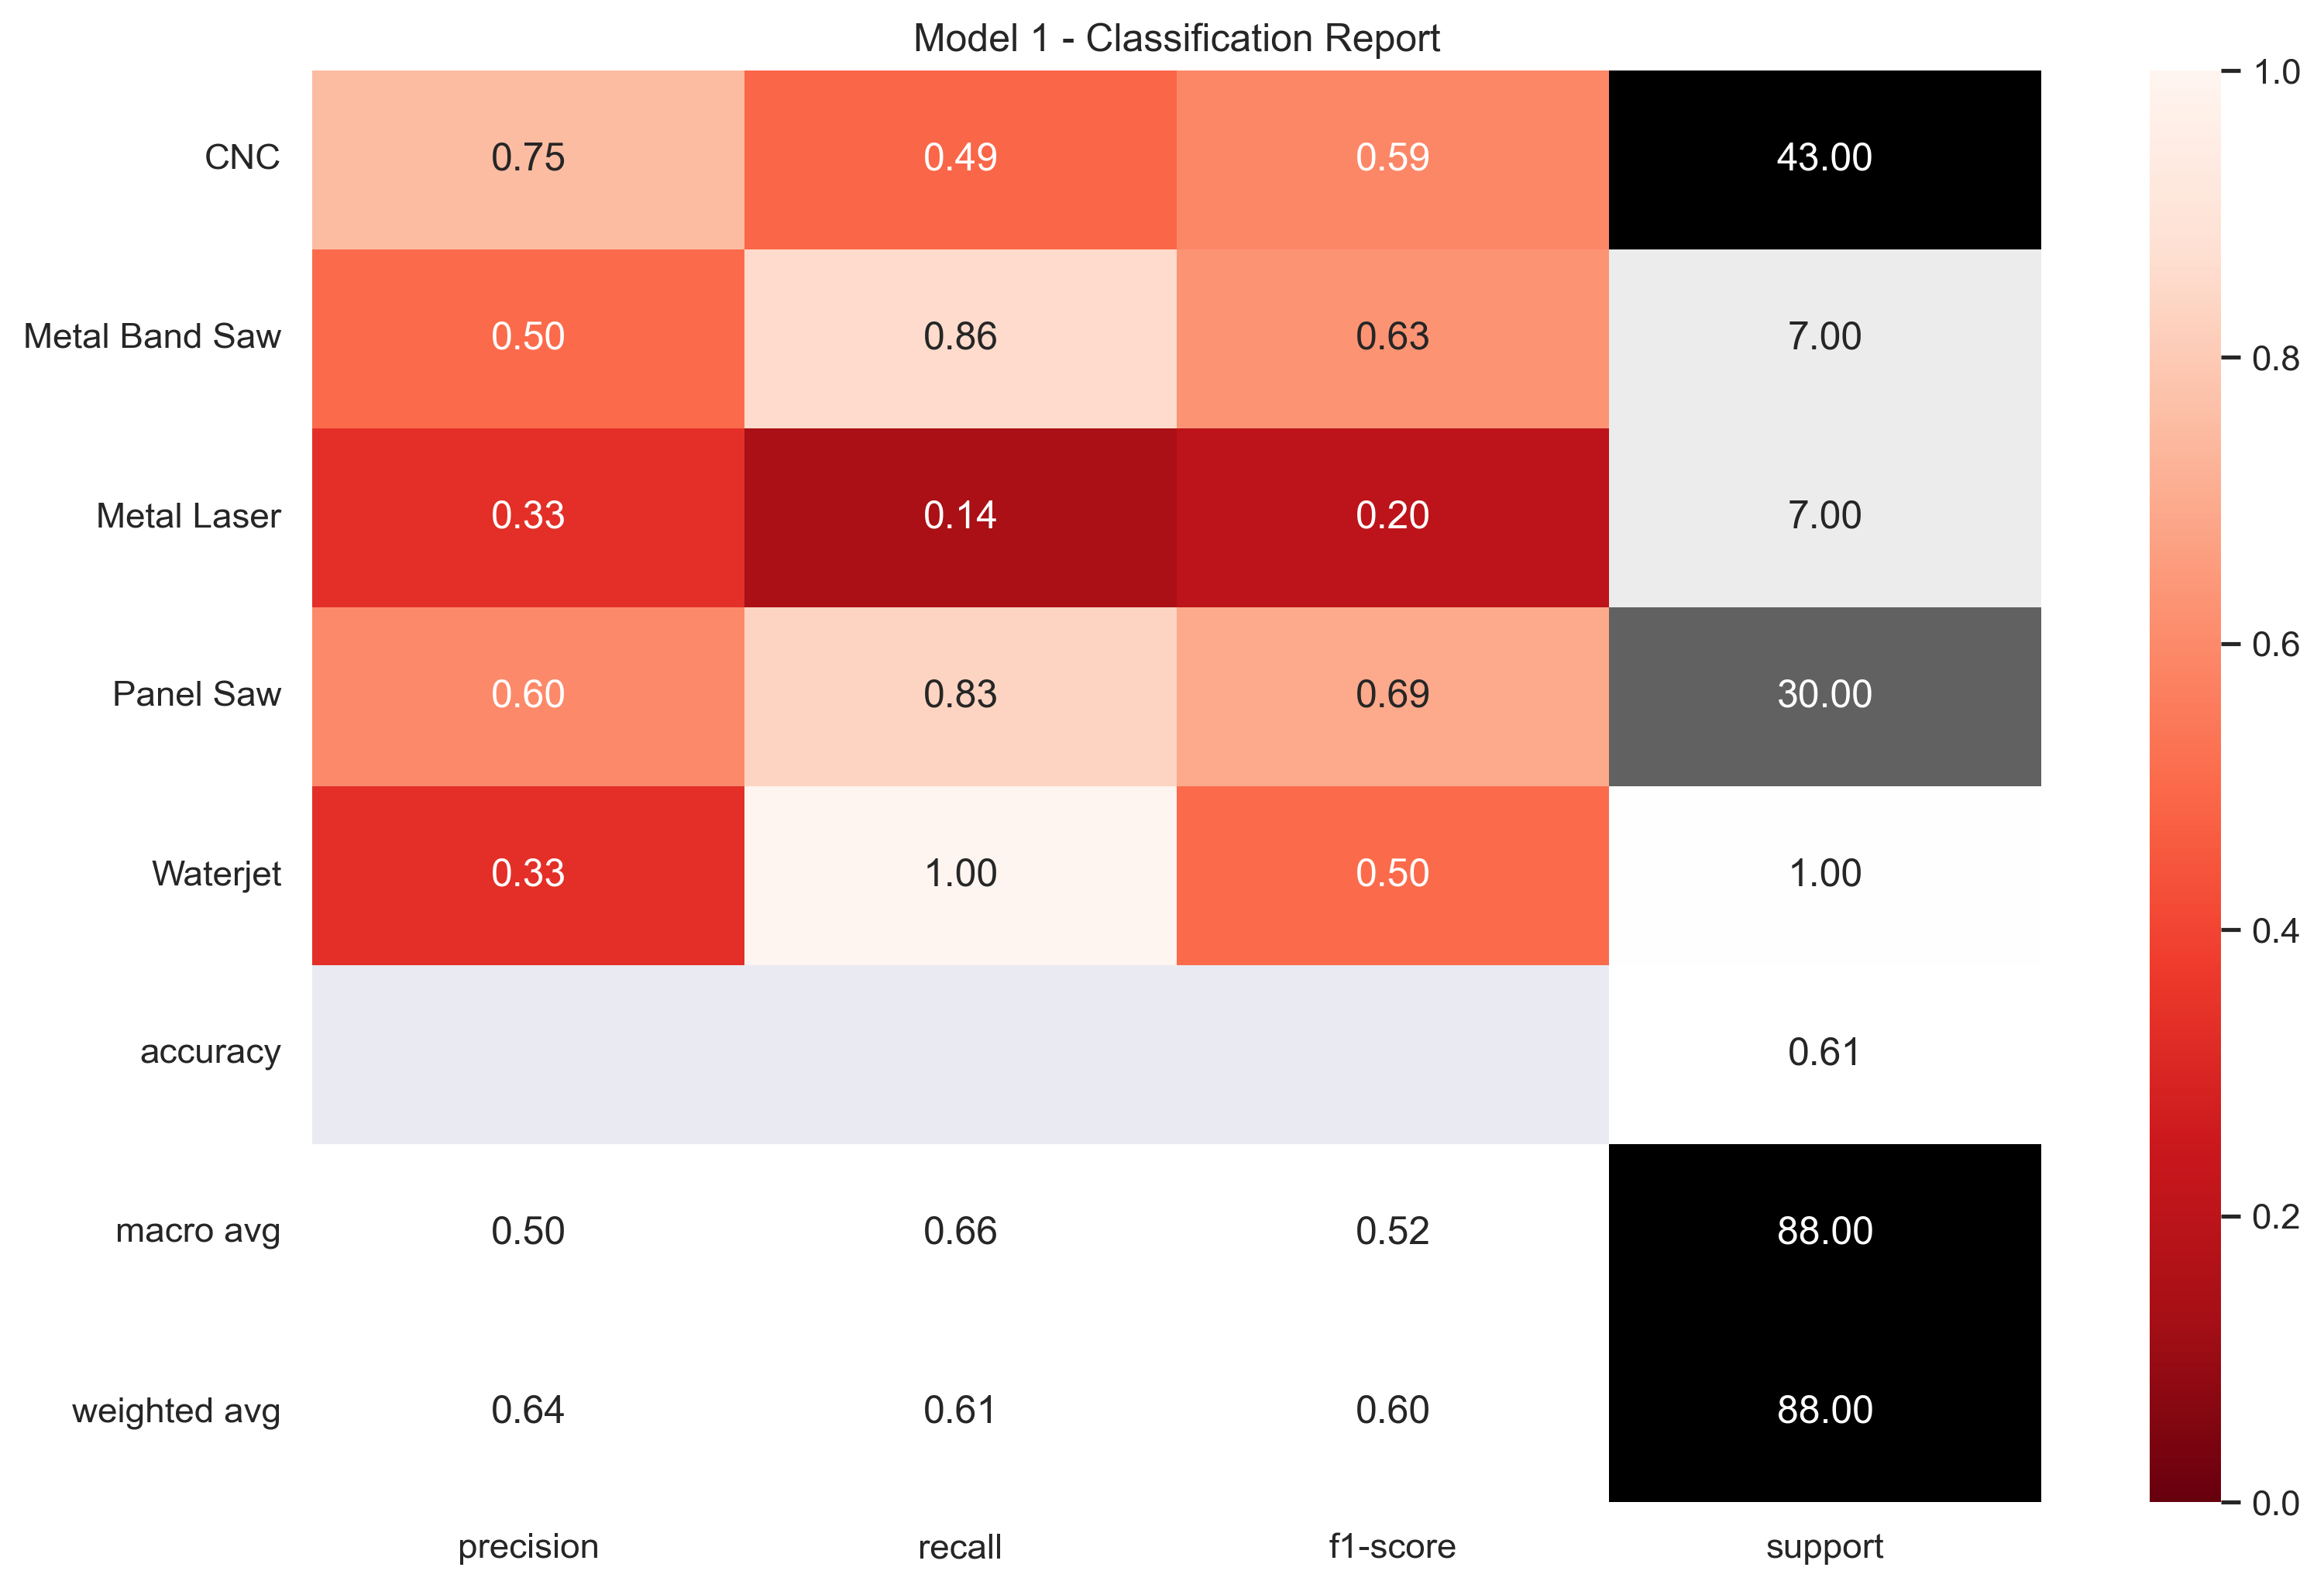 Model 1 - Classification Report
CNC 0.75 0.49 0.59 43.00
Metal Band Saw 0.50 0.86 0.63 7.00
Metal Laser 0.33 0.14 0.20 7.00
Panel Saw 0.60 0.83 0.69 30.00
Waterjet 0.33 1.00 0.50 1.00
accuracy 0.61
macro avg 0.50 0.66 0.52 88.00
weighted avg 0.64 0.61 0.60 88.00
precision recall f1-score support
1.0
0.8
0.6
0.4
0.2
0.0